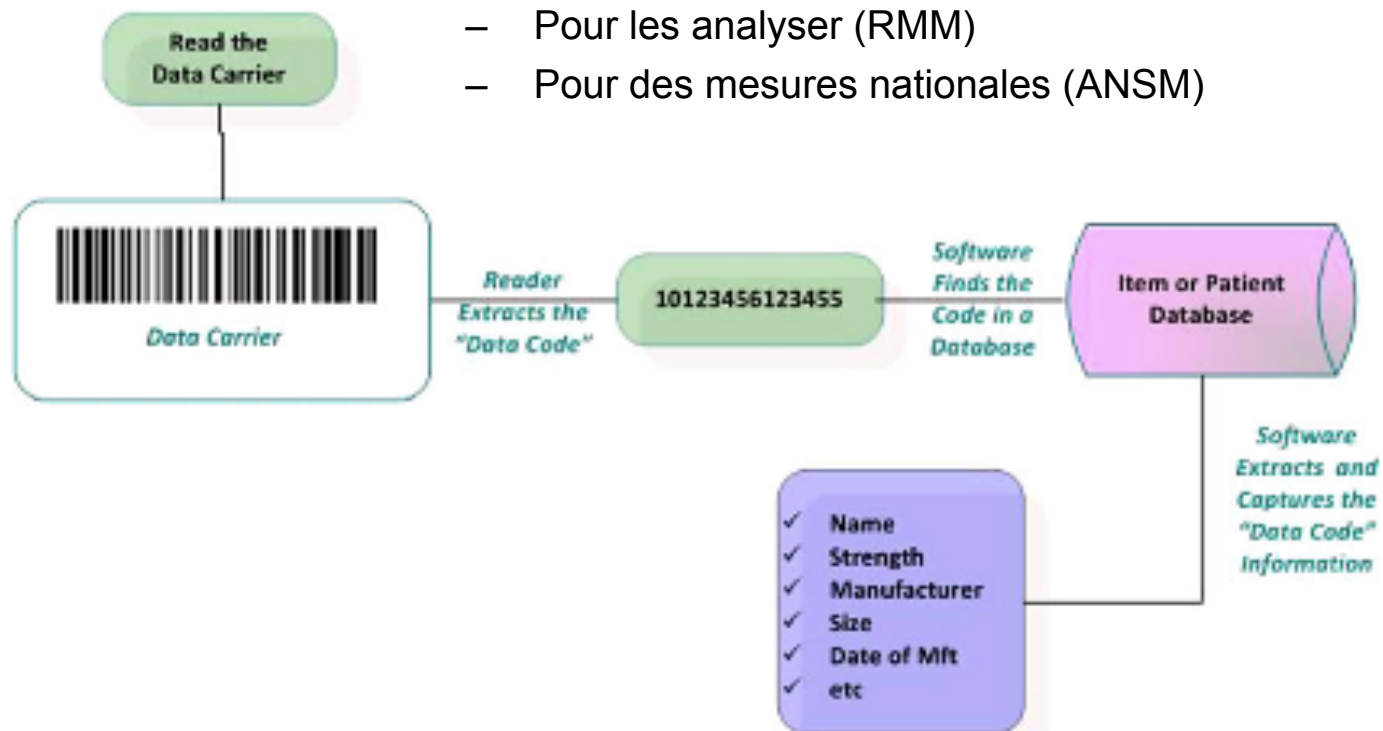 – Pour les analyser (RMM)
– Pour des mesures nationales (ANSM)
Read the
Data Carrier
Data Carrier
Reader
Extracts the
"Data Code"
10123456123455
Software
Finds the
Code in a
Database
Item or Patient
Database
Software
Extracts and
Captures the
"Data Code"
Information
✓ Name
✓ Strength
✓ Manufacturer
✓ Size
✓ Date of Mft
✓ etc